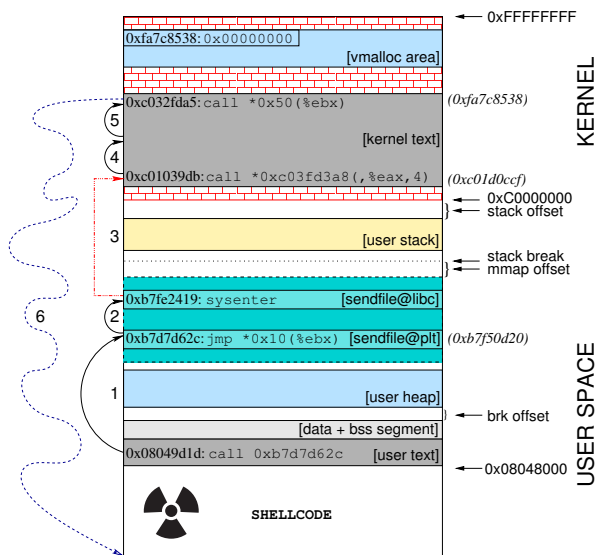 0xFFFFFFFF
0xfa7c8538: 0x00000000
[vmalloc area]
KERNEL
0xc032fda5: call *0x50(%ebx)
(0xfa7c8538)
5
[kernel text]
4
0xc01039db: call *0xc03fd3a8(,%eax,4)
(0xc01d0ccf)
0xC0000000
stack offset
3
[user stack]
stack break
mmap offset
0xb7fe2419: sysenter
[sendfile@libc]
6
2
0xb7d7d62c: jmp *0x10(%ebx)
[sendfile@plt]
(0xb7f50d20)
USER SPACE
1
[user heap]
brk offset
[data + bss segment]
0x08049d1d: call 0xb7d7d62c
[user text]
0x08048000
SHELLCODE